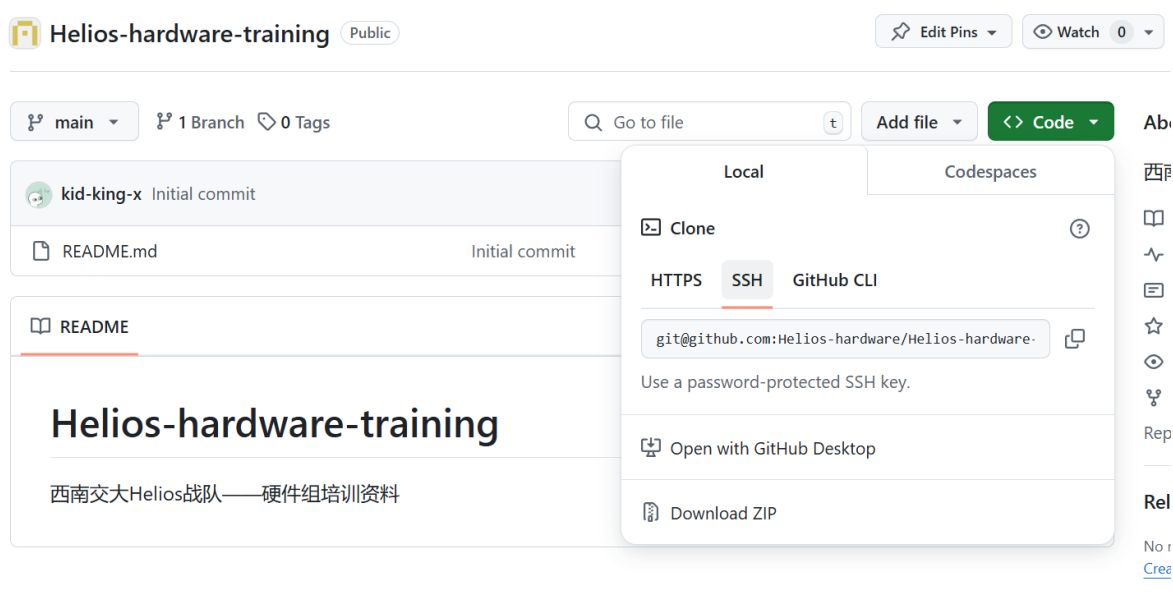 Helios-hardware-training Public Edit Pins Watch 0
main 1 Branch 0 Tags Go to file t Add file Code
Local Codespaces
kid-king-x Initial commit
Clone
README.md Initial commit
HTTPS SSH GitHub CLI
README
git@github.com:Helios-hardware/Helios-hardware-
Use a password-protected SSH key.
Helios-hardware-training
Open with GitHub Desktop
西南交大Helios战队——硬件组培训资料
Download ZIP
No